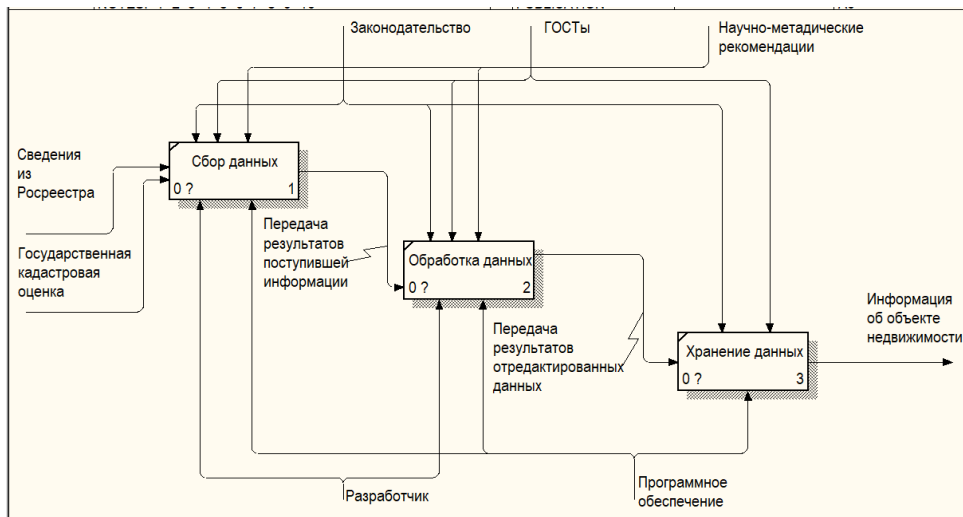 Законодательство
ГОСТы
Научно-метадические
рекомендации
Сведения
из
Росреестра
Государственная
кадастровая
оценка
Сбор данных
0 ?
1
Передача
результатов
поступившей
информации
Обработка данных
0 ?
2
Передача
результатов
отредактированных
данных
Хранение данных
0 ?
3
Информация
об объекте
недвижимости
Разработчик
Программное
обеспечение